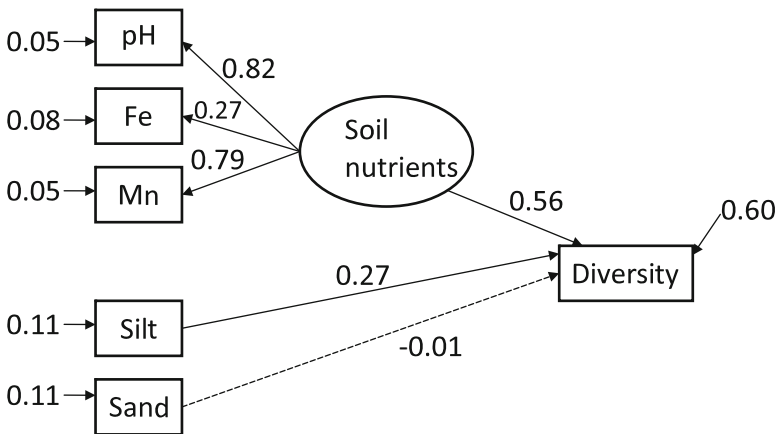 0.05
pH
0.82
0.08
Fe
0.27
Soil
nutrients
0.05
Mn
0.79
0.56
0.60
Diversity
0.27
0.11
Silt
-0.01
0.11
Sand